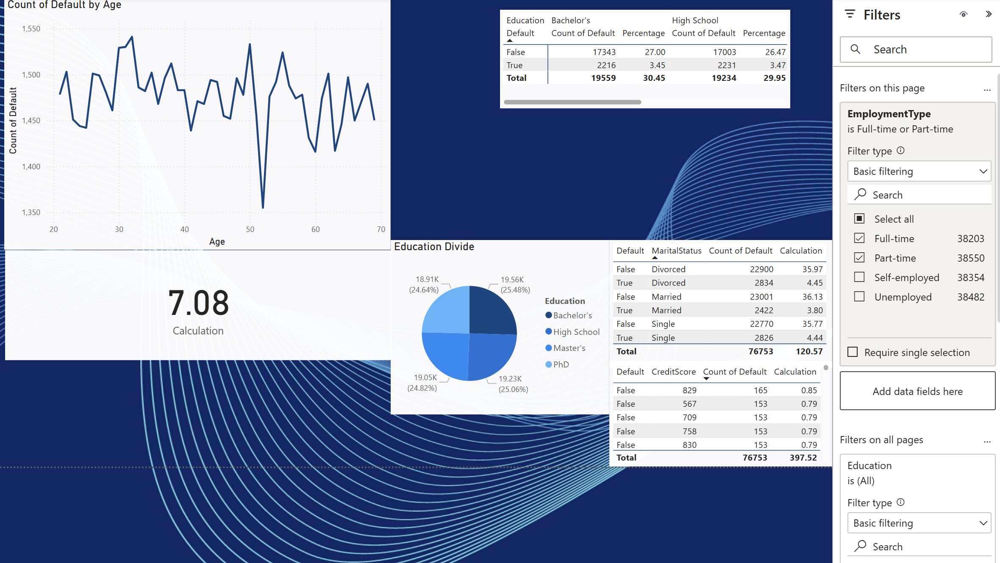 Count of Default by Age
Count of Default
1,550
1,500
1,450
1,400
1,350
20 30 40 50 60 70
Age
7.08
Calculation
Education Bachelor's High School
Default Count of Default Percentage Count of Default Percentage
False 17343 27.00 17003 26.47
True 2216 3.45 2231 3.47
Total 19559 30.45 19234 29.95
Education Divide
18.91K
(24.64%)
19.56K
(25.48%)
19.05K
(24.82%)
19.23K
(25.06%)
Education
Bachelor's
High School
Master's
PhD
Default MaritalStatus Count of Default Calculation
False Divorced 22900 35.97
True Divorced 2834 4.45
False Married 23001 36.13
True Married 2422 3.80
False Single 22770 35.77
True Single 2826 4.44
Total 76753 120.57
Default CreditScore Count of Default Calculation
False 829 165 0.85
False 567 153 0.79
False 709 153 0.79
False 758 153 0.79
False 830 153 0.79
Total 76753 397.52
Filters
Search
Filters on this page ...
EmploymentType
is Full-time or Part-time
Filter type
Basic filtering
Search
Select all
Full-time 38203
Part-time 38550
Self-employed 38354
Unemployed 38482
Require single selection
Add data fields here
Filters on all pages ...
Education
is (All)
Filter type
Basic filtering
Search